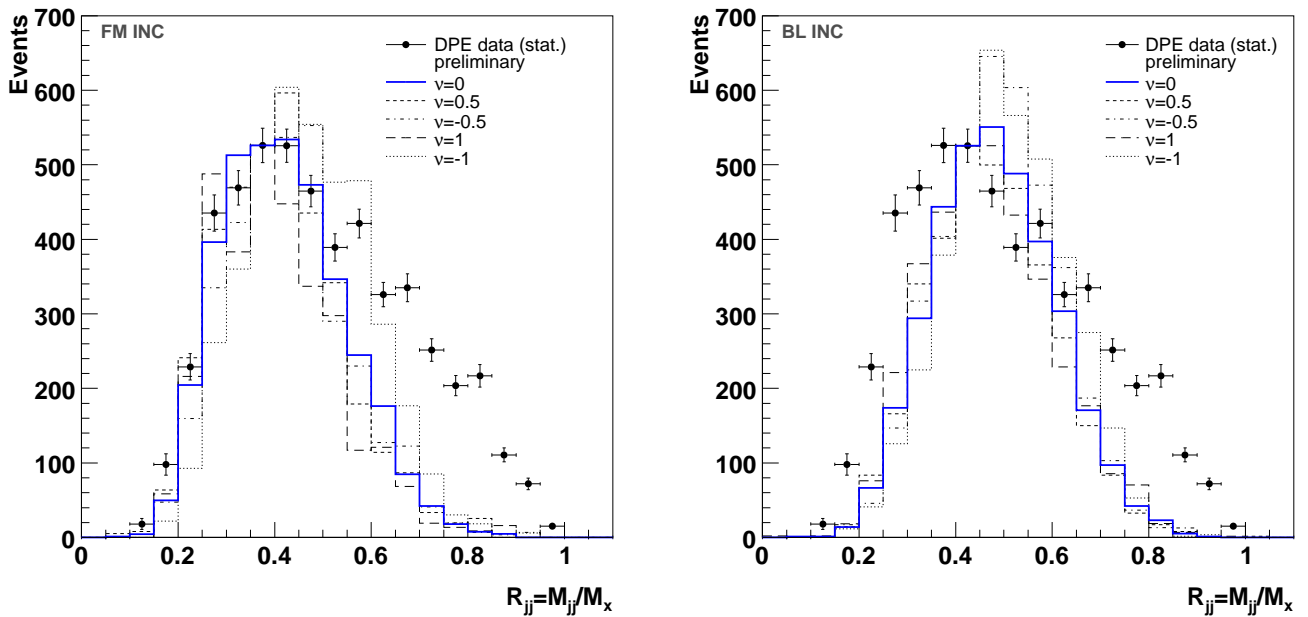 FM INC
Events
700
600
500
400
300
200
100
0
DPE data (stat.)
preliminary
ν=0
ν=0.5
ν=-0.5
ν=1
ν=-1
0 0.2 0.4 0.6 0.8 1
R_jj=M_jj/M_x
BL INC
Events
700
600
500
400
300
200
100
0
DPE data (stat.)
preliminary
ν=0
ν=0.5
ν=-0.5
ν=1
ν=-1
0 0.2 0.4 0.6 0.8 1
R_jj=M_jj/M_x